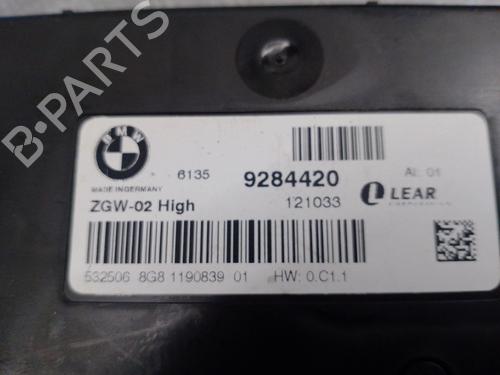 B-PARTS
BMW
6135 9284420 AI: 01
MADE IN GERMANY
LEAR
CORPORATION
ZGW-02 High 121033
532506 8G8 1190839 01 HW: 0.C1.1